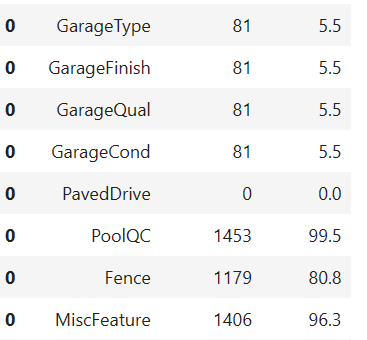 0 GarageType 81 5.5
0 GarageFinish 81 5.5
0 GarageQual 81 5.5
0 GarageCond 81 5.5
0 PavedDrive 0 0.0
0 PoolQC 1453 99.5
0 Fence 1179 80.8
0 MiscFeature 1406 96.3